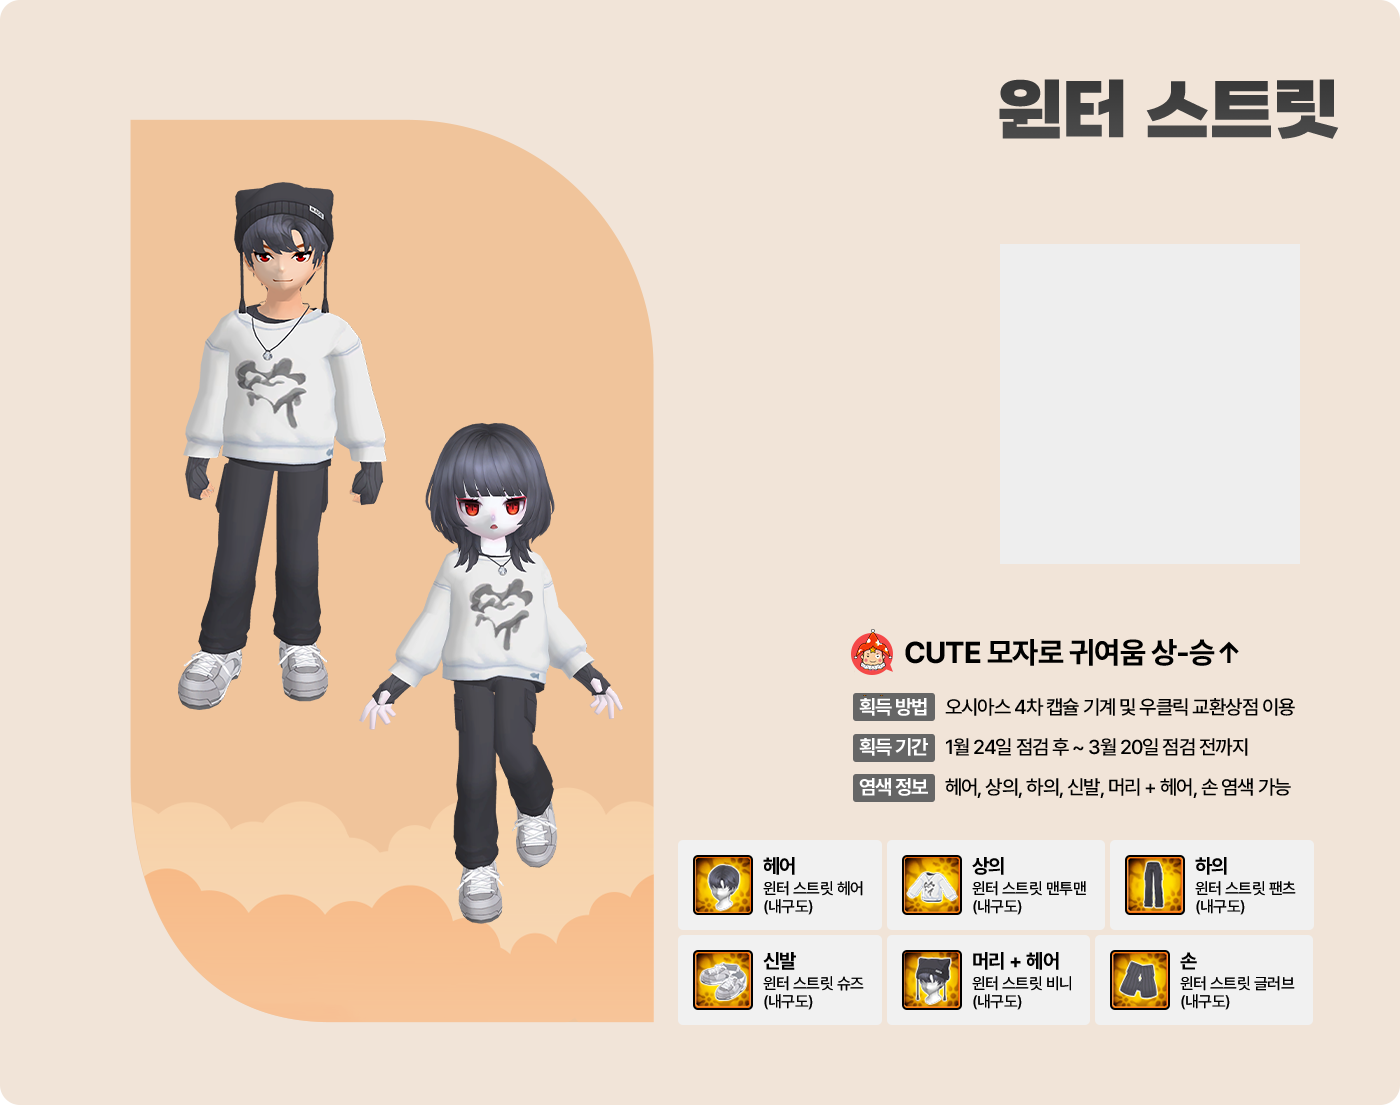 윈터 스트릿
CUTE 모자로 귀여움 상-승↑
획득 방법 오시아스 4차 캡슐 기계 및 우클릭 교환상점 이용
획득 기간 1월 24일 점검 후 ~ 3월 20일 점검 전까지
염색 정보 헤어, 상의, 하의, 신발, 머리 + 헤어, 손 염색 가능
헤어
윈터 스트릿 헤어
(내구도)
상의
윈터 스트릿 맨투맨
(내구도)
하의
윈터 스트릿 팬츠
(내구도)
신발
윈터 스트릿 슈즈
(내구도)
머리 + 헤어
윈터 스트릿 비니
(내구도)
손
윈터 스트릿 글러브
(내구도)